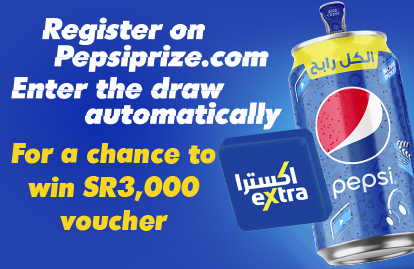 Register on
Pepsiprize.com
Enter the draw
automatically
For a chance to
win SR3,000
voucher
الكل رابح
اكسترا
eXtra
pepsi